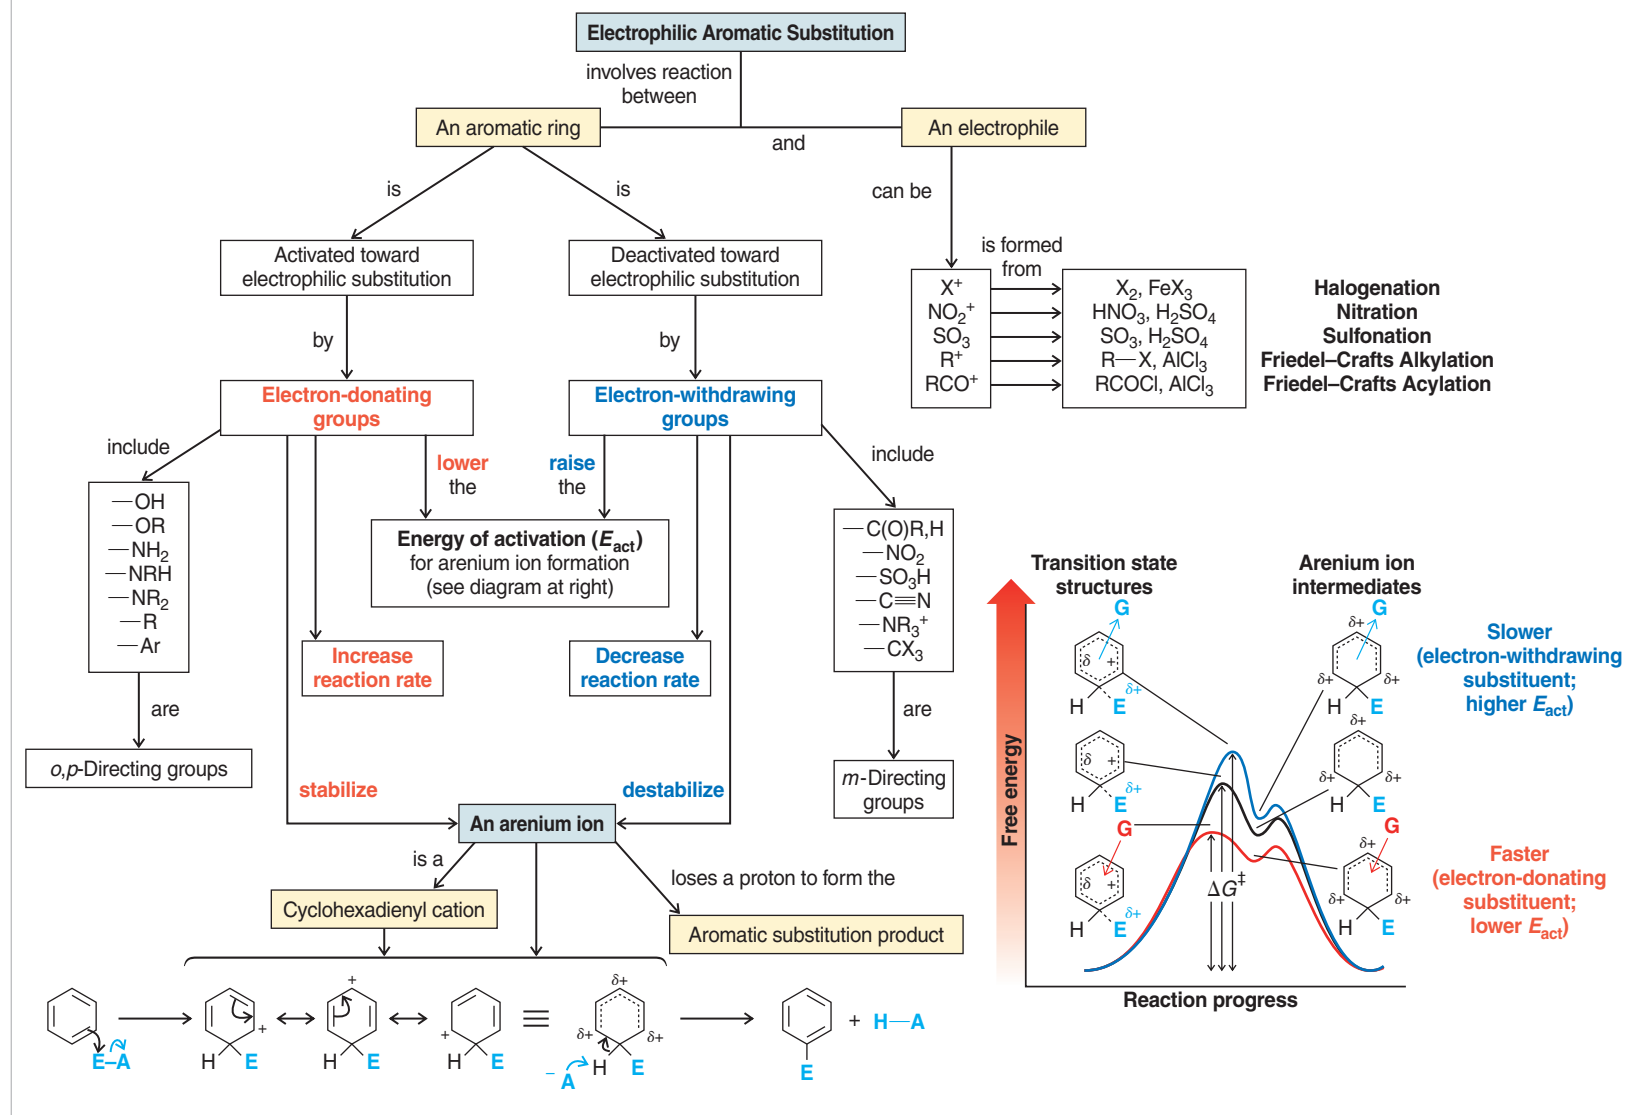 Electrophilic Aromatic Substitution
involves reaction
between
An aromatic ring
and
An electrophile
is
is
can be
Activated toward
electrophilic substitution
Deactivated toward
electrophilic substitution
is formed
from
X⁺
NO₂⁺
SO₃
R⁺
RCO⁺
X₂, FeX₃
HNO₃, H₂SO₄
SO₃, H₂SO₄
R—X, AlCl₃
RCOCl, AlCl₃
Halogenation
Nitration
Sulfonation
Friedel–Crafts Alkylation
Friedel–Crafts Acylation
by
by
Electron-donating
groups
Electron-withdrawing
groups
include
lower
the
raise
the
include
—OH
—OR
—NH₂
—NRH
—NR₂
—R
—Ar
Energy of activation (Eact)
for arenium ion formation
(see diagram at right)
—C(O)R,H
—NO₂
—SO₃H
—C≡N
—NR₃⁺
—CX₃
Increase
reaction rate
Decrease
reaction rate
are
o,p-Directing groups
are
m-Directing
groups
stabilize
destabilize
An arenium ion
is a
loses a proton to form the
Cyclohexadienyl cation
Aromatic substitution product
E–A
+
H
E
+
H
E
+
H
E
δ+
δ+
δ+
H
E
− A
E
+ H—A
Transition state
structures
Arenium ion
intermediates
G
δ +
δ+
H
E
δ +
δ+
H
E
G
δ +
δ+
H
E
G
δ+
δ+
δ+
H
E
δ+
δ+
δ+
H
E
G
δ+
δ+
δ+
H
E
Slower
(electron-withdrawing
substituent;
higher Eact)
Faster
(electron-donating
substituent;
lower Eact)
Free energy
ΔG‡
Reaction progress